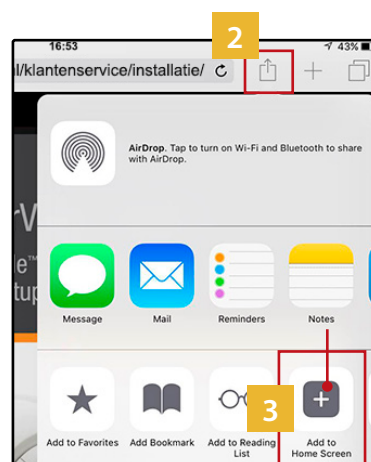 2
16:53
43%
l/klantenservice/installatie/
AirDrop. Tap to turn on Wi-Fi and Bluetooth to share
with AirDrop.
Message
Mail
Reminders
Notes
3
Add to Favorites
Add Bookmark
Add to Reading
List
Add to
Home Screen